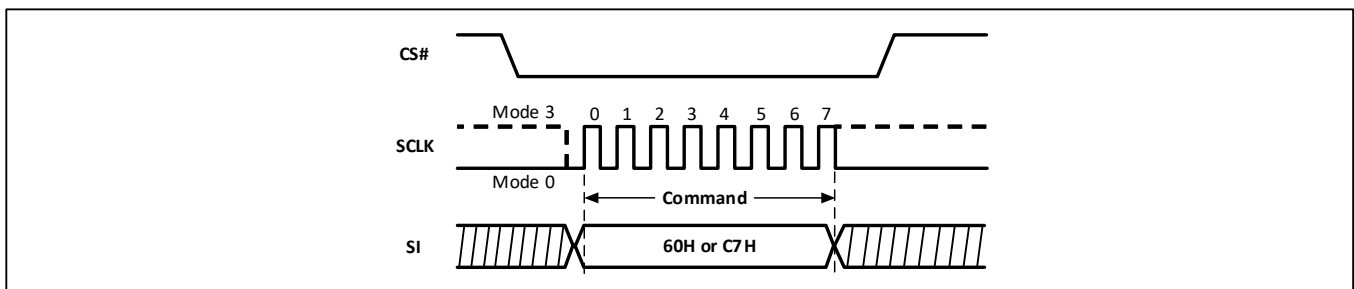 CS#
Mode 3 0 1 2 3 4 5 6 7
SCLK
Mode 0
Command
SI 60H or C7H